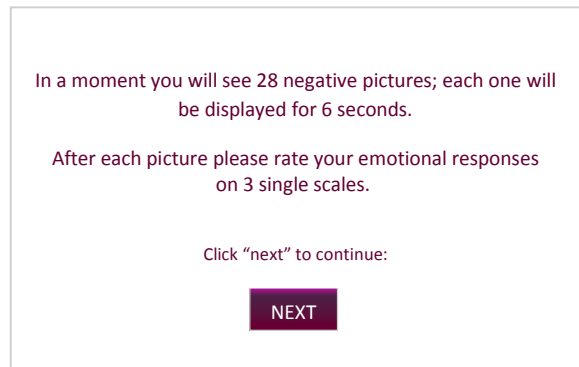 In a moment you will see 28 negative pictures; each one will
be displayed for 6 seconds.
After each picture please rate your emotional responses
on 3 single scales.
Click “next” to continue:
NEXT